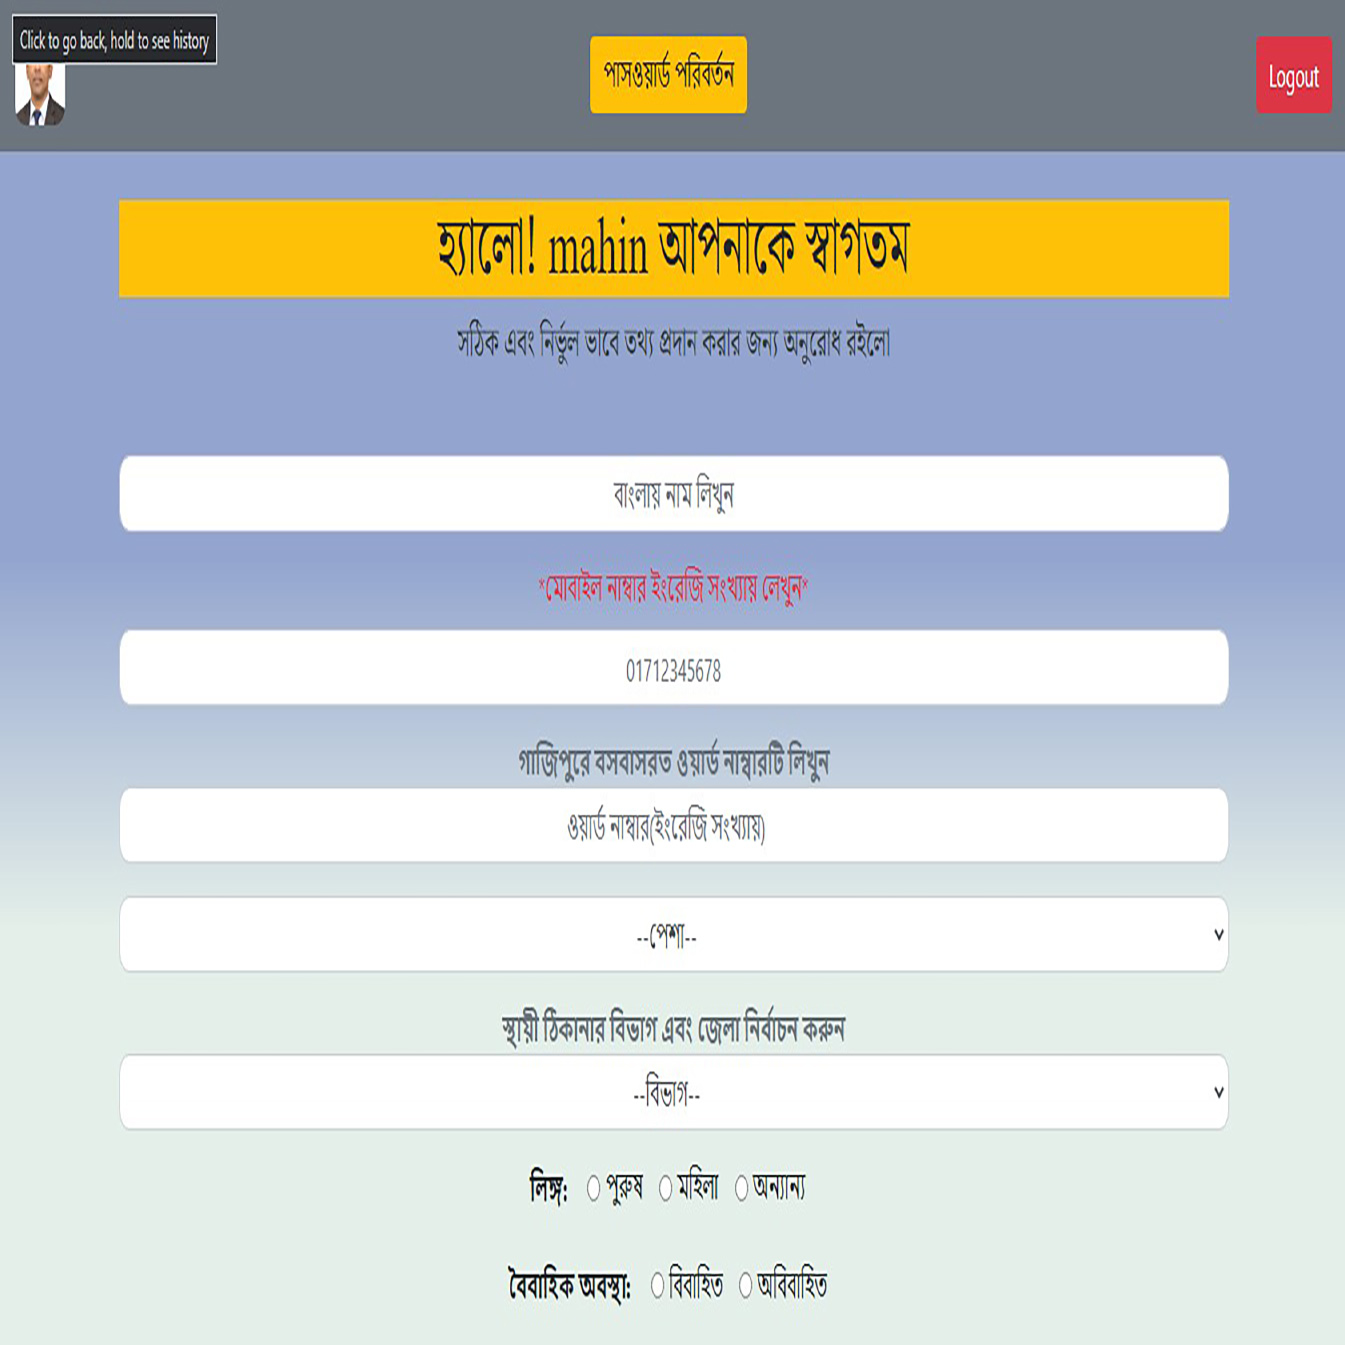 Click to go back, hold to see history
পাসওয়ার্ড পরিবর্তন
Logout
হ্যালো! mahin আপনাকে স্বাগতম
সঠিক এবং নির্ভুল ভাবে তথ্য প্রদান করার জন্য অনুরোধ রইলো
বাংলায় নাম লিখুন
*মোবাইল নাম্বার ইংরেজি সংখ্যায় লেখুন*
01712345678
গাজিপুরে বসবাসরত ওয়ার্ড নাম্বারটি লিখুন
ওয়ার্ড নাম্বার(ইংরেজি সংখ্যায়)
--পেশা--
স্থায়ী ঠিকানার বিভাগ এবং জেলা নির্বাচন করুন
--বিভাগ--
লিঙ্গ: পুরুষ মহিলা অন্যান্য
বৈবাহিক অবস্থা: বিবাহিত অবিবাহিত